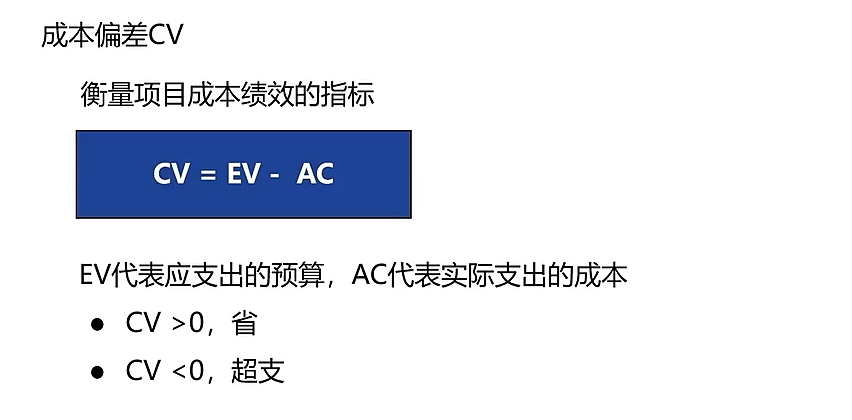 成本偏差CV
衡量项目成本绩效的指标
CV = EV - AC
EV代表应支出的预算，AC代表实际支出的成本
● CV >0，省
● CV <0，超支